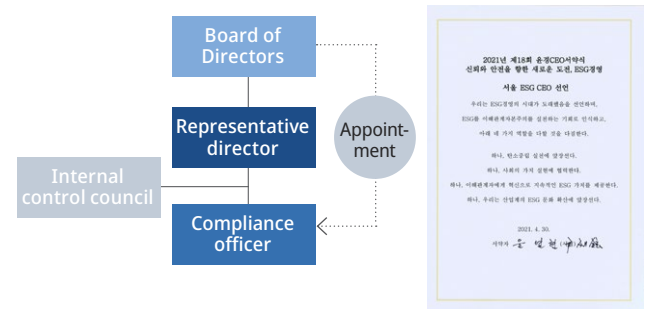 Board of
Directors
Representative
director
Appoint-
ment
Internal
control council
Compliance
officer
2021년 제18회 윤경CEO서약식
신뢰와 안전을 향한 새로운 도전, ESG경영
서울 ESG CEO 선언
우리는 ESG경영의 시대가 도래했음을 선언하며,
ESG를 이해관계자본주의를 실천하는 기회로 인식하고,
아래 네 가지 역할을 다할 것을 다짐한다.
하나, 탄소중립 실천에 앞장선다.
하나, 사회의 가치 실현에 협력한다.
하나, 이해관계자에게 혁신으로 지속적인 ESG 가치를 제공한다.
하나, 우리는 산업계의 ESG 문화 확산에 앞장선다.
2021. 4. 30.
서약자